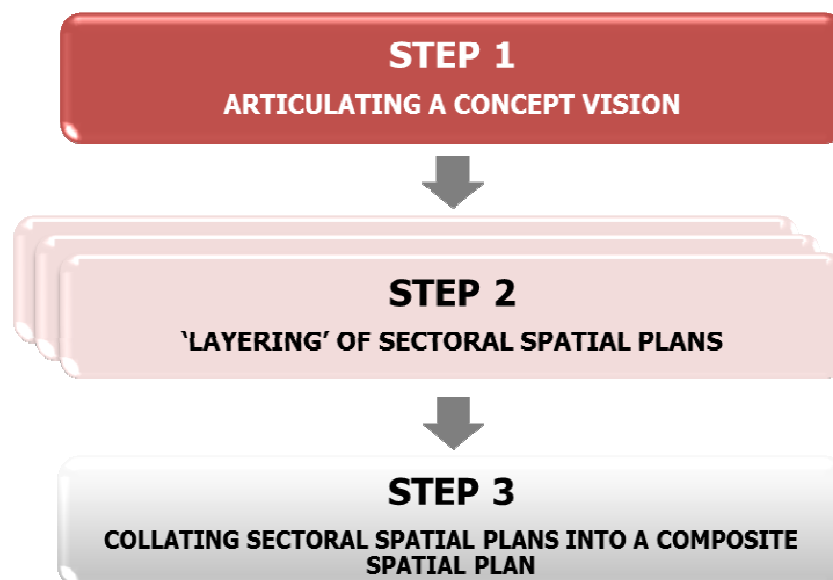 STEP 1
ARTICULATING A CONCEPT VISION
STEP 2
‘LAYERING’ OF SECTORAL SPATIAL PLANS
STEP 3
COLLATING SECTORAL SPATIAL PLANS INTO A COMPOSITE
SPATIAL PLAN